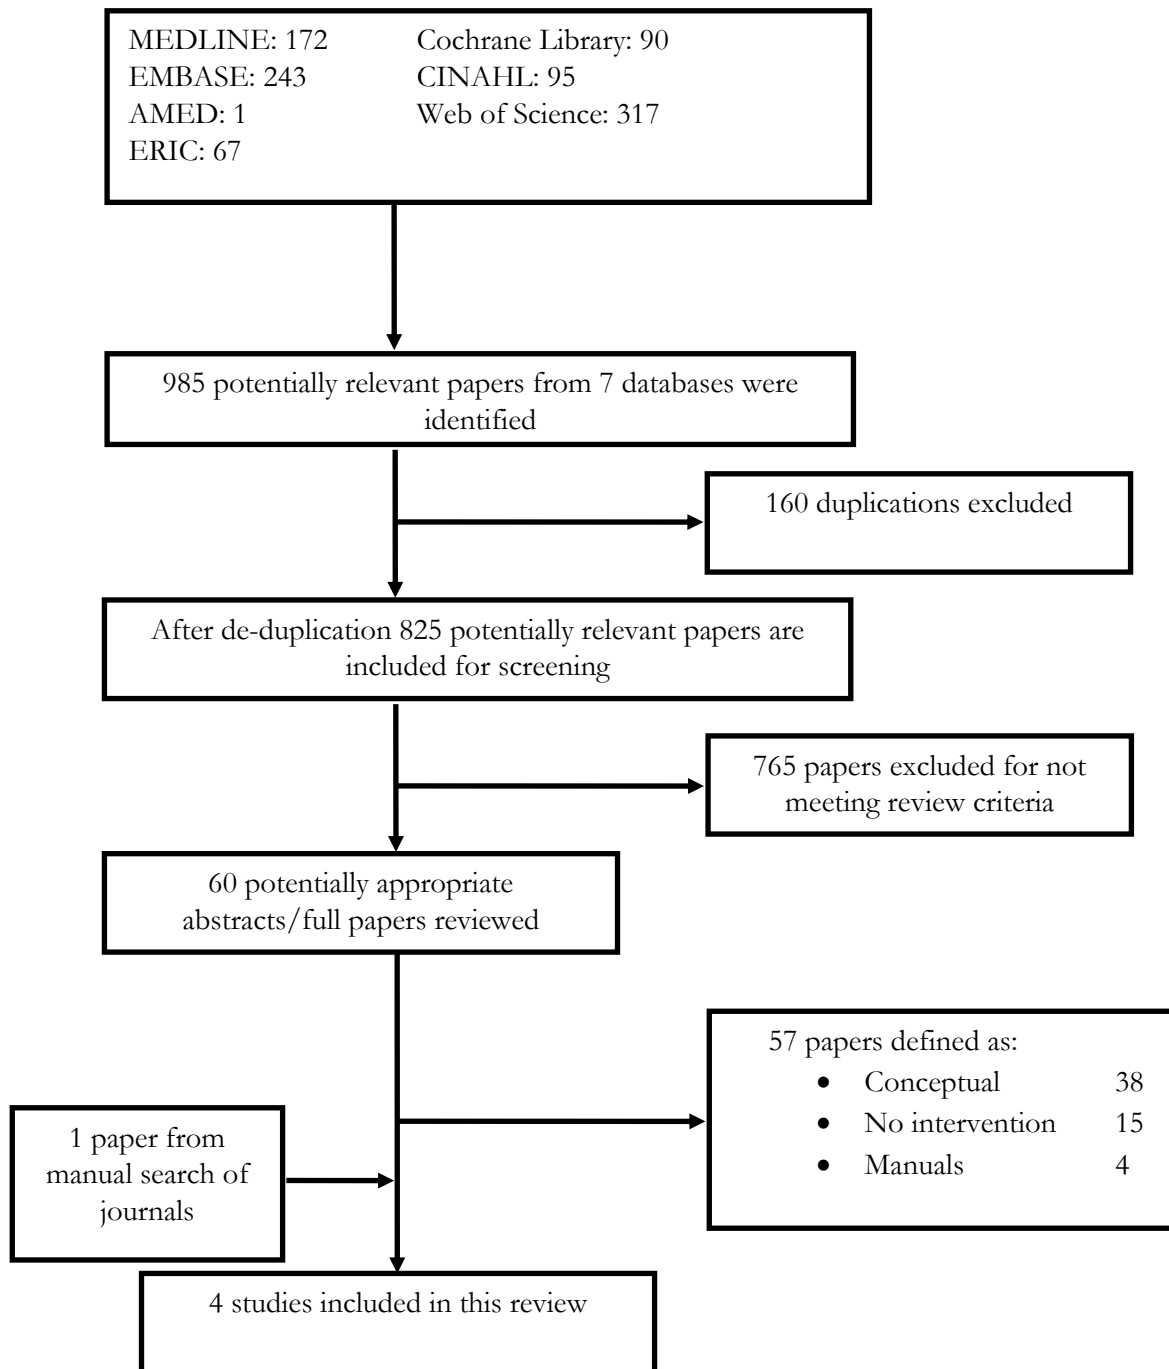 MEDLINE: 172 Cochrane Library: 90
EMBASE: 243 CINAHL: 95
AMED: 1 Web of Science: 317
ERIC: 67
985 potentially relevant papers from 7 databases were
identified
160 duplications excluded
After de-duplication 825 potentially relevant papers are
included for screening
765 papers excluded for not
meeting review criteria
60 potentially appropriate
abstracts/full papers reviewed
57 papers defined as:
• Conceptual 38
• No intervention 15
• Manuals 4
1 paper from
manual search of
journals
4 studies included in this review